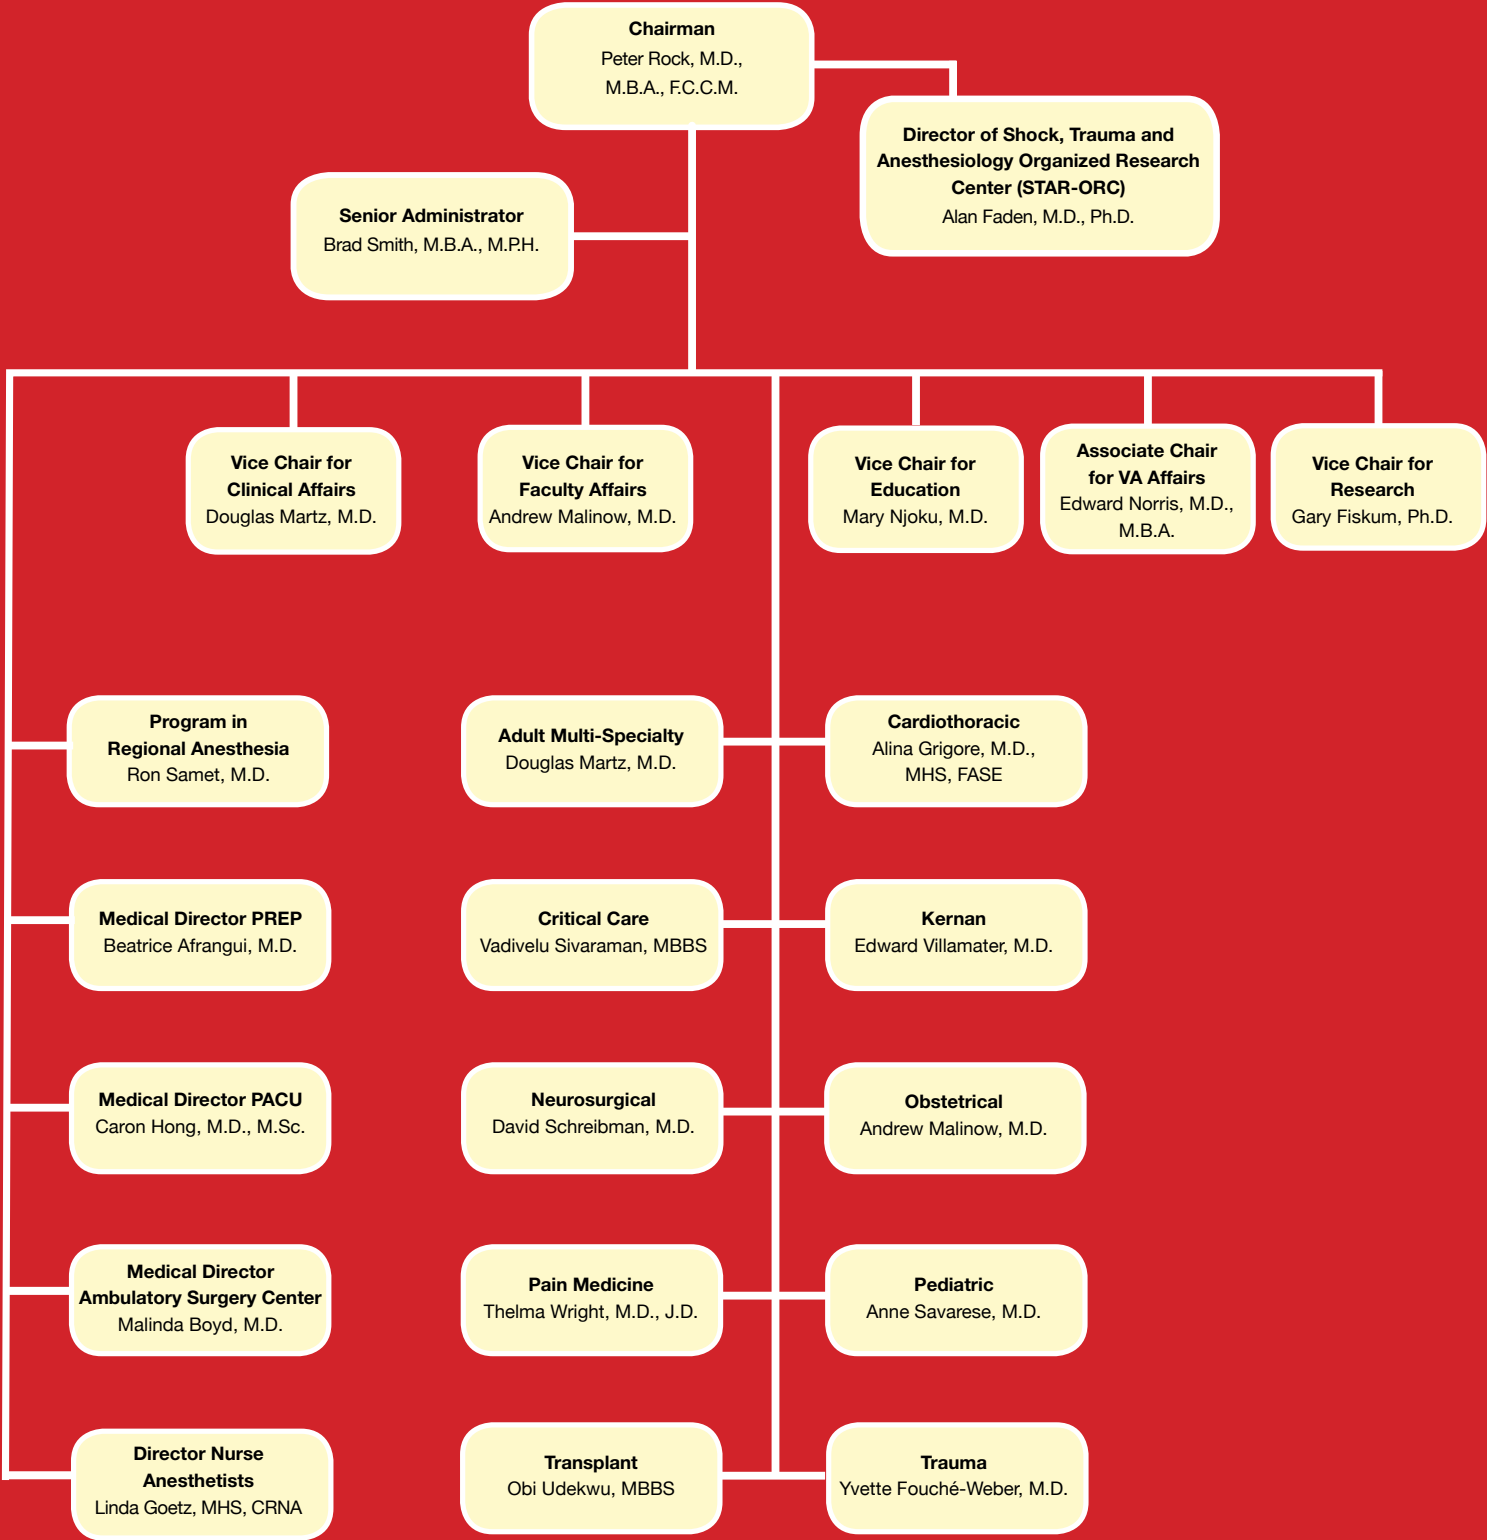 Chairman
Peter Rock, M.D.,
M.B.A., F.C.C.M.
Director of Shock, Trauma and
Anesthesiology Organized Research
Center (STAR-ORC)
Alan Faden, M.D., Ph.D.
Senior Administrator
Brad Smith, M.B.A., M.P.H.
Vice Chair for
Clinical Affairs
Douglas Martz, M.D.
Vice Chair for
Faculty Affairs
Andrew Malinow, M.D.
Vice Chair for
Education
Mary Njoku, M.D.
Associate Chair
for VA Affairs
Edward Norris, M.D.,
M.B.A.
Vice Chair for
Research
Gary Fiskum, Ph.D.
Program in
Regional Anesthesia
Ron Samet, M.D.
Adult Multi-Specialty
Douglas Martz, M.D.
Cardiothoracic
Alina Grigore, M.D.,
MHS, FASE
Medical Director PREP
Beatrice Afrangui, M.D.
Critical Care
Vadivelu Sivaraman, MBBS
Kernan
Edward Villamater, M.D.
Medical Director PACU
Caron Hong, M.D., M.Sc.
Neurosurgical
David Schreibman, M.D.
Obstetrical
Andrew Malinow, M.D.
Medical Director
Ambulatory Surgery Center
Malinda Boyd, M.D.
Pain Medicine
Thelma Wright, M.D., J.D.
Pediatric
Anne Savarese, M.D.
Director Nurse
Anesthetists
Linda Goetz, MHS, CRNA
Transplant
Obi Udekwu, MBBS
Trauma
Yvette Fouché-Weber, M.D.